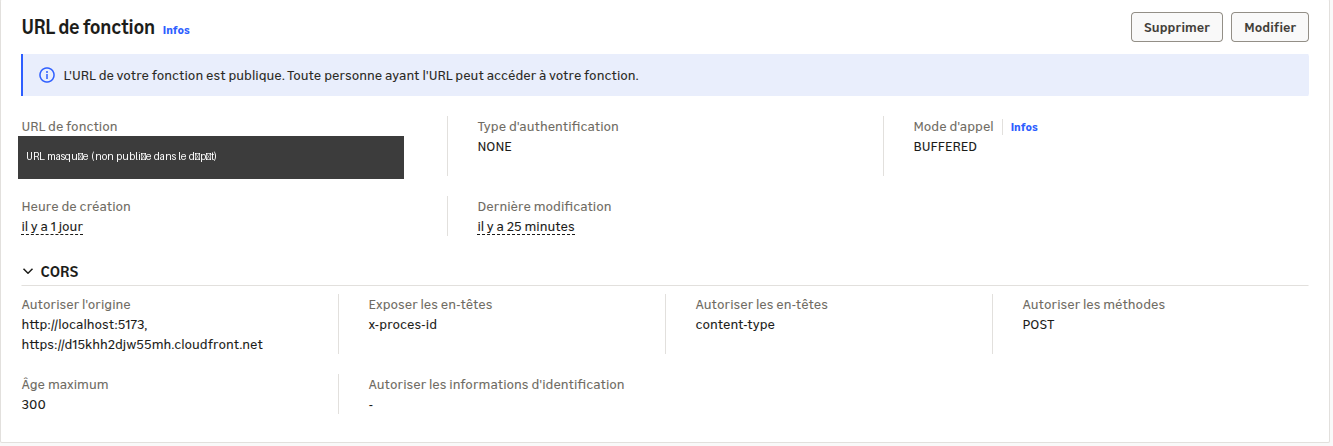 URL de fonction Infos
Supprimer Modifier
L'URL de votre fonction est publique. Toute personne ayant l'URL peut accéder à votre fonction.
URL de fonction
URL masqu (non publi dans le
Type d'authentification
NONE
Mode d'appel Infos
BUFFERED
Heure de création
il y a 1 jour
Dernière modification
il y a 25 minutes
CORS
Autoriser l'origine
http://localhost:5173,
https://d15khh2djw55mh.cloudfront.net
Exposer les en-têtes
x-proces-id
Autoriser les en-têtes
content-type
Autoriser les méthodes
POST
Âge maximum
300
Autoriser les informations d'identification
-